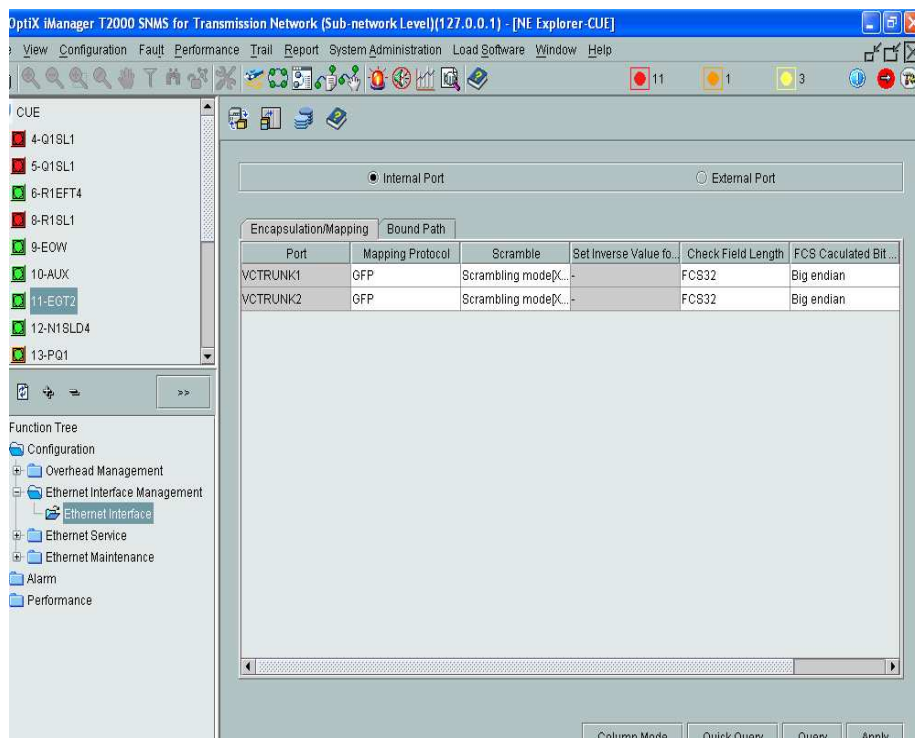 OptiX iManager T2000 SNMS for Transmission Network (Sub-network Level)(127.0.0.1) - [NE Explorer-CUE]
View Configuration Fault Performance Trail Report System Administration Load Software Window Help
11 1 3
CUE
4-Q1SL1
5-Q1SL1
6-R1EFT4
8-R1SL1
9-EOW
10-AUX
11-EGT2
12-N1SLD4
13-PQ1
>>
Function Tree
Configuration
Overhead Management
Ethernet Interface Management
Ethernet Interface
Ethernet Service
Ethernet Maintenance
Alarm
Performance
Internal Port External Port
Encapsulation/Mapping Bound Path
Port Mapping Protocol Scramble Set Inverse Value fo... Check Field Length FCS Caculated Bit ...
VCTRUNK1 GFP Scrambling mode[X... - FCS32 Big endian
VCTRUNK2 GFP Scrambling mode[X... - FCS32 Big endian
Column Mode Quick Query Query Apply